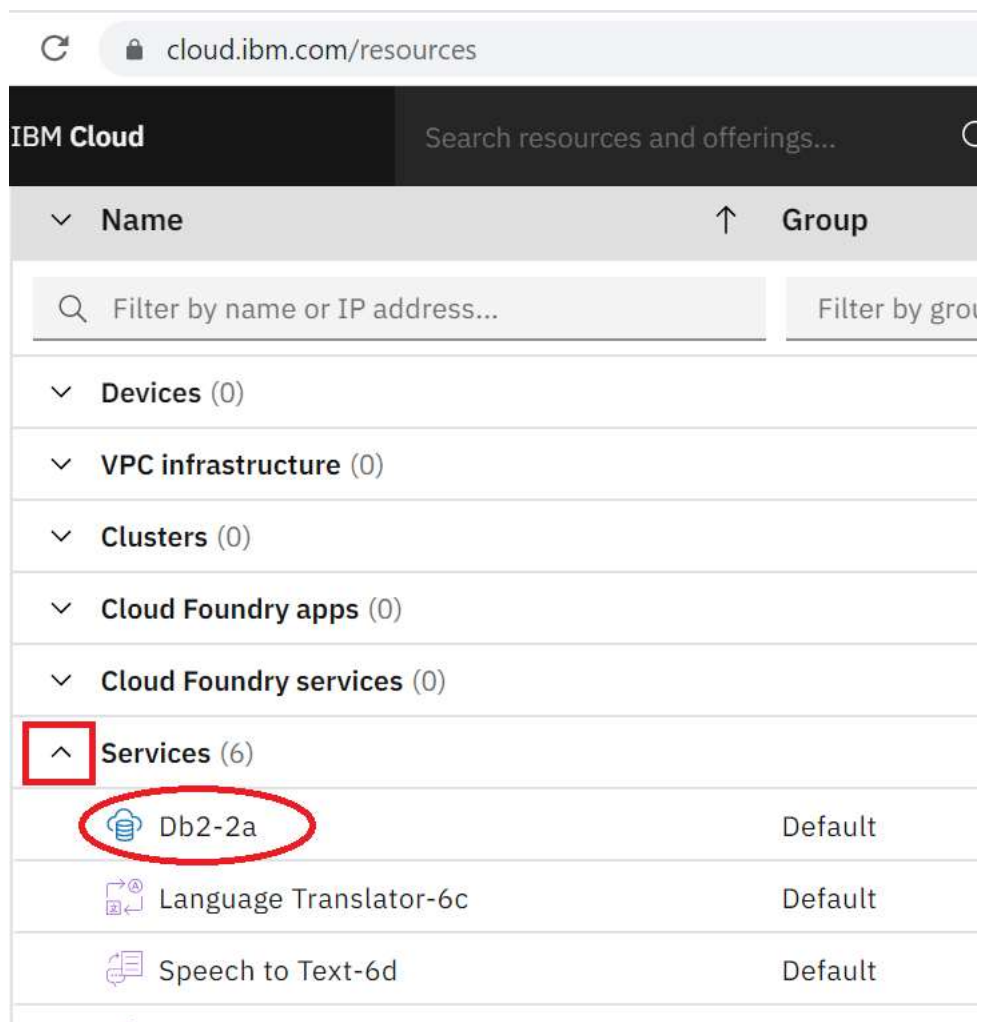 cloud.ibm.com/resources
IBM Cloud Search resources and offerings...
Name Group
Filter by name or IP address... Filter by grou
Devices (0)
VPC infrastructure (0)
Clusters (0)
Cloud Foundry apps (0)
Cloud Foundry services (0)
Services (6)
Db2-2a Default
Language Translator-6c Default
Speech to Text-6d Default